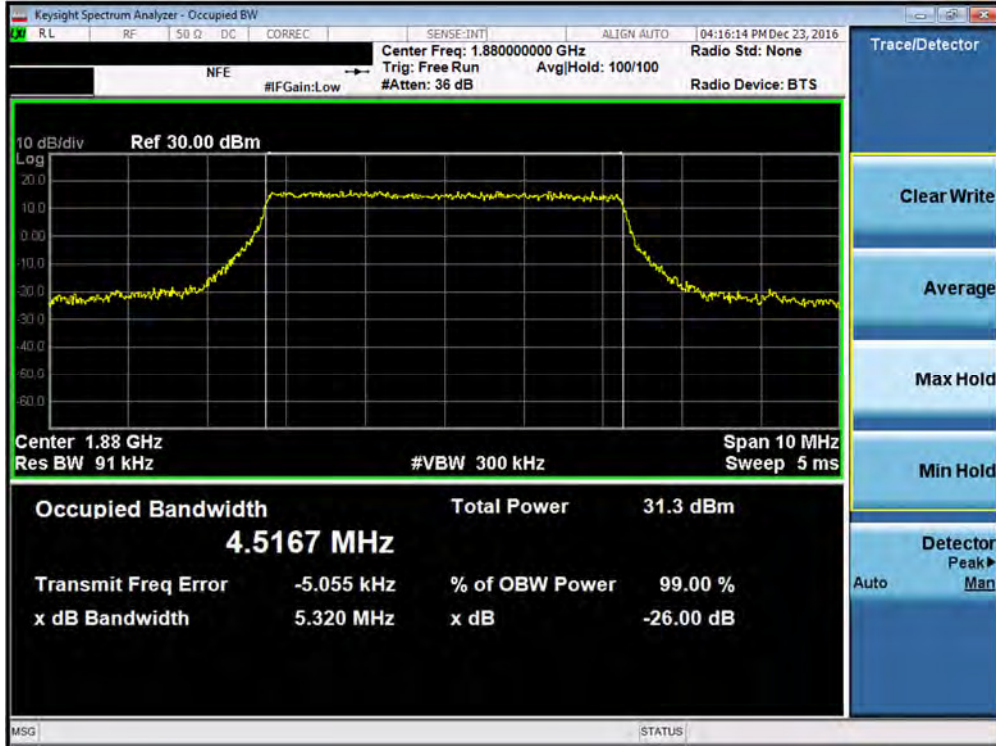 Keysight Spectrum Analyzer - Occupied BW
LXI RL RF 50 Ω DC CORREC SENSE:INT ALIGN AUTO 04:16:14 PM Dec 23, 2016
Center Freq: 1.880000000 GHz Radio Std: None
NFE Trig: Free Run Avg|Hold: 100/100
#IFGain:Low #Atten: 36 dB Radio Device: BTS
10 dB/div Ref 30.00 dBm
Log
20.0
10.0
0.00
-10.0
-20.0
-30.0
-40.0
-50.0
-60.0
Center 1.88 GHz Span 10 MHz
Res BW 91 kHz #VBW 300 kHz Sweep 5 ms
Occupied Bandwidth Total Power 31.3 dBm
4.5167 MHz
Transmit Freq Error -5.055 kHz % of OBW Power 99.00 %
x dB Bandwidth 5.320 MHz x dB -26.00 dB
MSG STATUS
Trace/Detector
Clear Write
Average
Max Hold
Min Hold
Detector
Peak▶
Auto Man